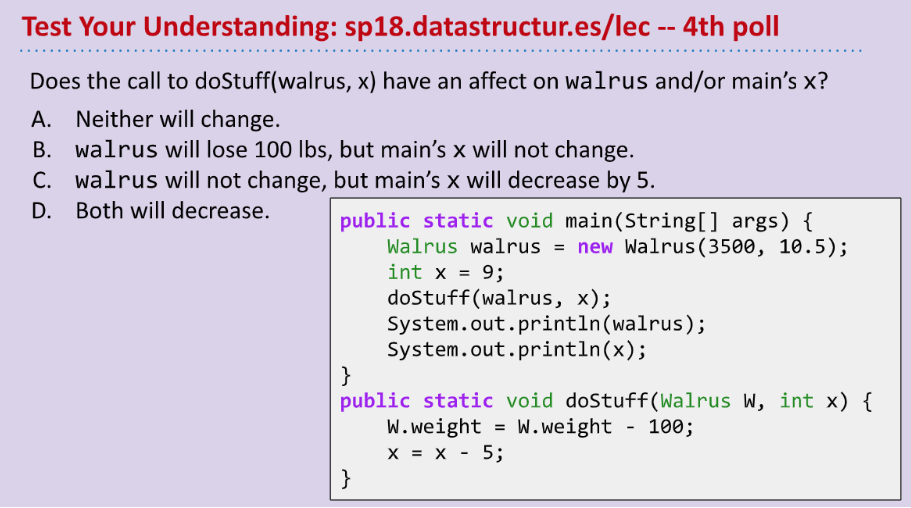 Test Your Understanding: sp18.datastructur.es/lec -- 4th poll
Does the call to doStuff(walrus, x) have an affect on walrus and/or main's x?
A. Neither will change.
B. walrus will lose 100 lbs, but main's x will not change.
C. walrus will not change, but main's x will decrease by 5.
D. Both will decrease.
public static void main(String[] args) {
    Walrus walrus = new Walrus(3500, 10.5);
    int x = 9;
    doStuff(walrus, x);
    System.out.println(walrus);
    System.out.println(x);
}
public static void doStuff(Walrus W, int x) {
    W.weight = W.weight - 100;
    x = x - 5;
}